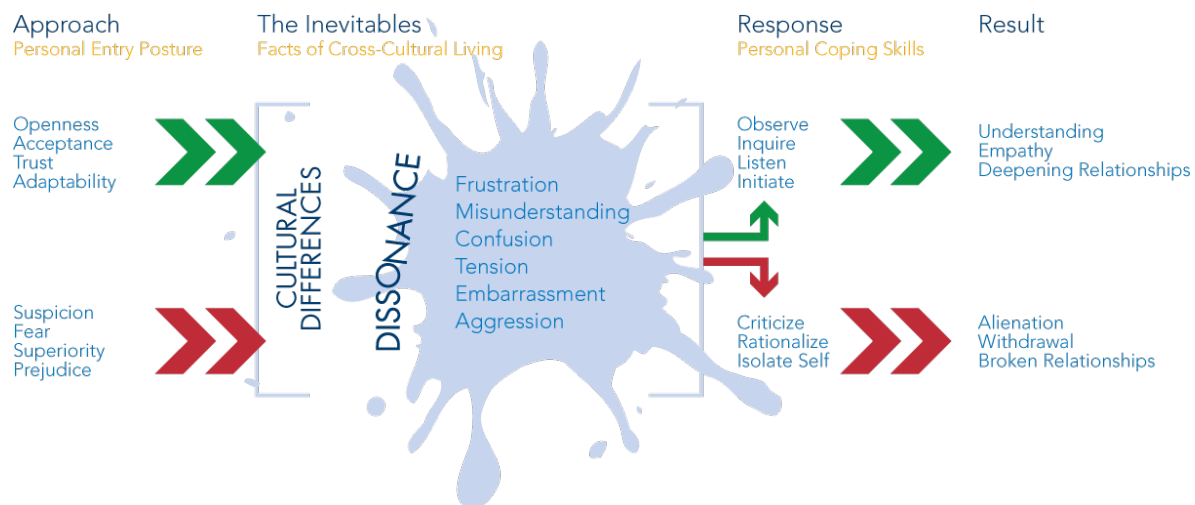 Approach
Personal Entry Posture
The Inevitables
Facts of Cross-Cultural Living
Response
Personal Coping Skills
Result
Openness
Acceptance
Trust
Adaptability
Suspicion
Fear
Superiority
Prejudice
CULTURAL
DIFFERENCES
DISSONANCE
Frustration
Misunderstanding
Confusion
Tension
Embarrassment
Aggression
Observe
Inquire
Listen
Initiate
Criticize
Rationalize
Isolate Self
Understanding
Empathy
Deepening Relationships
Alienation
Withdrawal
Broken Relationships